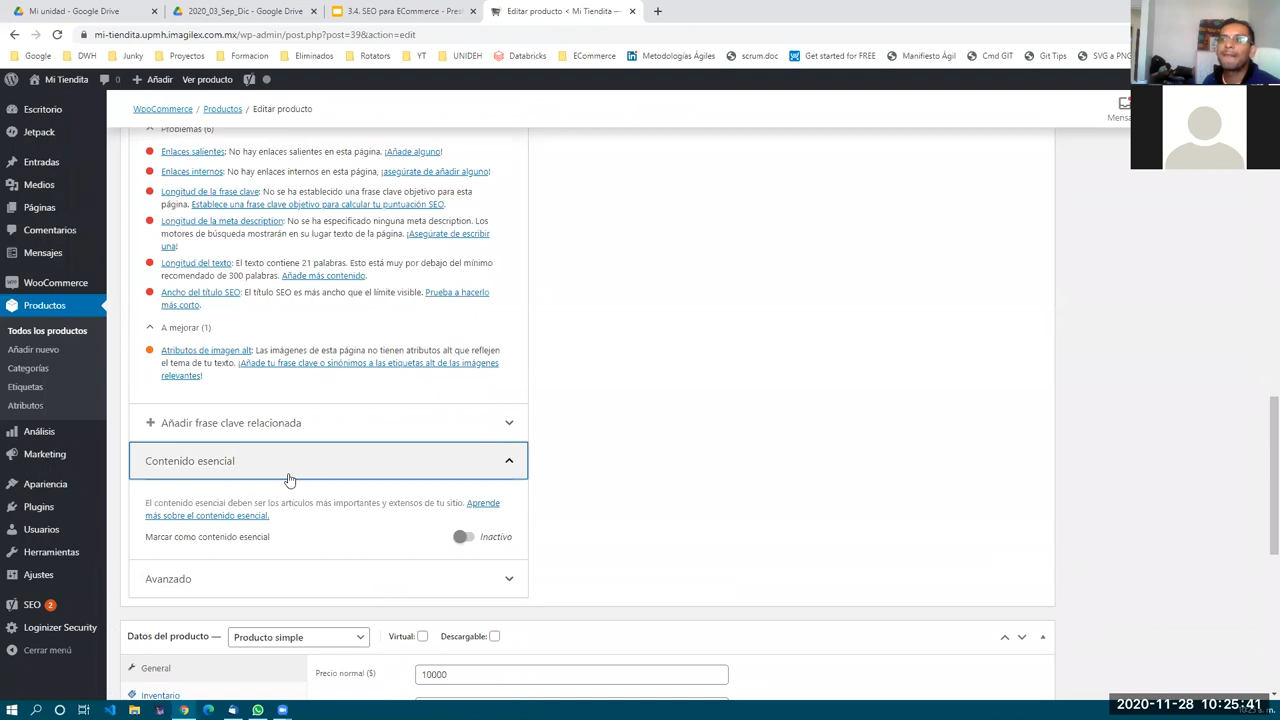 Mi unidad - Google Drive
2020_03_Sep_Dic - Google Drive
3.4. SEO para ECommerce - Prest
Editar producto < Mi Tiendita —
mi-tiendita.upmh.imagilex.com.mx/wp-admin/post.php?post=39&action=edit
Google
DWH
Junky
Proyectos
Formacion
Eliminados
Rotators
YT
UNIDEH
Databricks
ECommerce
Metodologías Ágiles
scrum.doc
Get started for FREE
Manifiesto Ágil
Cmd GIT
Git Tips
SVG a PNG
Mi Tiendita
0
Añadir
Ver producto
Escritorio
Jetpack
Entradas
Medios
Páginas
Comentarios
Mensajes
WooCommerce
Productos
Todos los productos
Añadir nuevo
Categorías
Etiquetas
Atributos
Análisis
Marketing
Apariencia
Plugins
Usuarios
Herramientas
Ajustes
SEO 2
Loginizer Security
Cerrar menú
WooCommerce / Productos / Editar producto
Mensa
Problemas (6)
Enlaces salientes: No hay enlaces salientes en esta página. ¡Añade alguno!
Enlaces internos: No hay enlaces internos en esta página, ¡asegúrate de añadir alguno!
Longitud de la frase clave: No se ha establecido una frase clave objetivo para esta
página. Establece una frase clave objetivo para calcular tu puntuación SEO.
Longitud de la meta description: No se ha especificado ninguna meta description. Los
motores de búsqueda mostrarán en su lugar texto de la página. ¡Asegúrate de escribir
una!
Longitud del texto: El texto contiene 21 palabras. Esto está muy por debajo del mínimo
recomendado de 300 palabras. Añade más contenido.
Ancho del título SEO: El título SEO es más ancho que el límite visible. Prueba a hacerlo
más corto.
A mejorar (1)
Atributos de imagen alt: Las imágenes de esta página no tienen atributos alt que reflejen
el tema de tu texto. ¡Añade tu frase clave o sinónimos a las etiquetas alt de las imágenes
relevantes!
Añadir frase clave relacionada
Contenido esencial
El contenido esencial deben ser los artículos más importantes y extensos de tu sitio. Aprende
más sobre el contenido esencial.
Marcar como contenido esencial
Inactivo
Avanzado
Datos del producto —
Producto simple
Virtual:
Descargable:
General
Inventario
Precio normal ($)
10000
2020-11-28 10:25:41